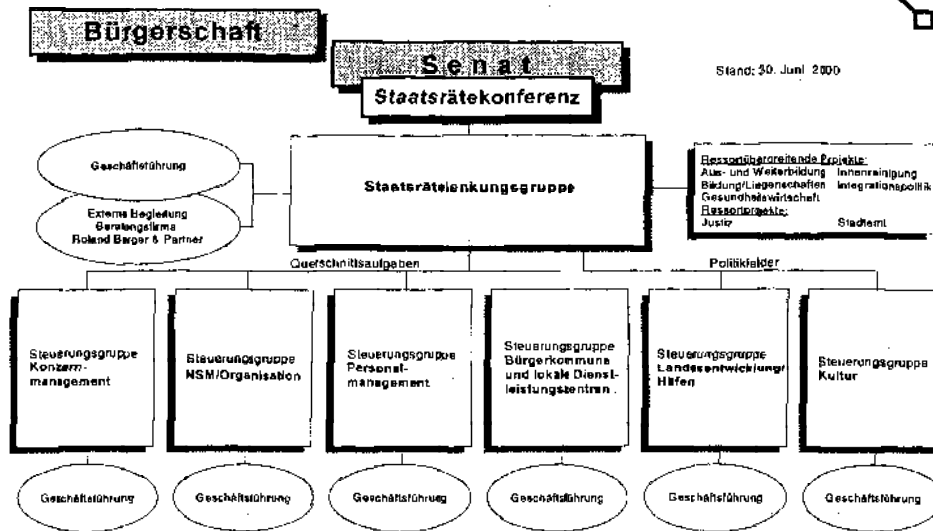 Bürgerschaft
Senat
Staatsrätekonferenz
Stand: 30. Juni 2000
Geschäftsführung
Externe Begleitung
Beratungsfirma
Roland Berger & Partner
Staatsrätelenkungsgruppe
Ressortübergreifende Projekte:
Aus- und Weiterbildung Innenreinigung
Bildung/Liegenschaften Integrationspolitik
Gesundheitswirtschaft
Ressortprojekte:
Justiz Stadtamt
Querschnittsaufgaben
Politikfelder
Steuerungsgruppe
Konzern-
management
Steuerungsgruppe
NSM/Organisation
Steuerungsgruppe
Personal-
management
Steuerungsgruppe
Bürgerkommune
und lokale Dienst-
leistungszentren
Steuerungsgruppe
Landesentwicklung/
Häfen
Steuerungsgruppe
Kultur
Geschäftsführung
Geschäftsführung
Geschäftsführung
Geschäftsführung
Geschäftsführung
Geschäftsführung